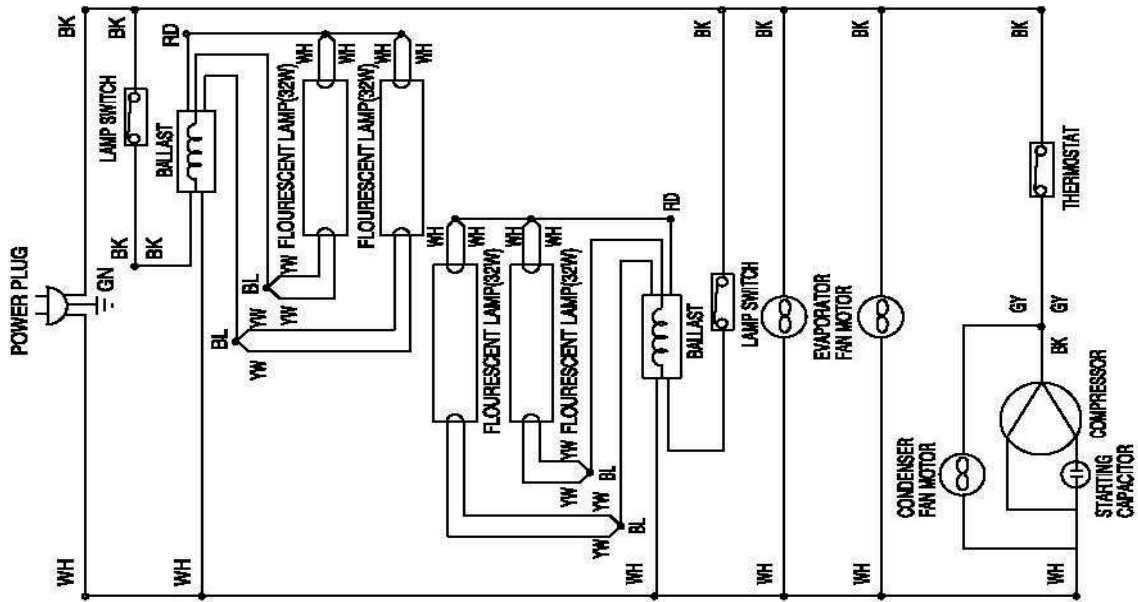 POWER PLUG
GN
WH
BK
BK
LAMP SWITCH
BK
BK
WH
BALLAST
RD
BL
YW
YW
BL
YW
YW
FLOURESCENT LAMP(32W)
WH
WH
FLOURESCENT LAMP(32W)
WH
WH
FLOURESCENT LAMP(32W)
WH
WH
FLOURESCENT LAMP(32W)
WH
WH
YW
YW
BL
YW
YW
BL
RD
WH
BALLAST
LAMP SWITCH
BK
WH
BK
EVAPORATOR
FAN MOTOR
WH
BK
CONDENSER
FAN MOTOR
GY
GY
BK
BK
WH
THERMOSTAT
COMPRESSOR
STARTING
CAPACITOR